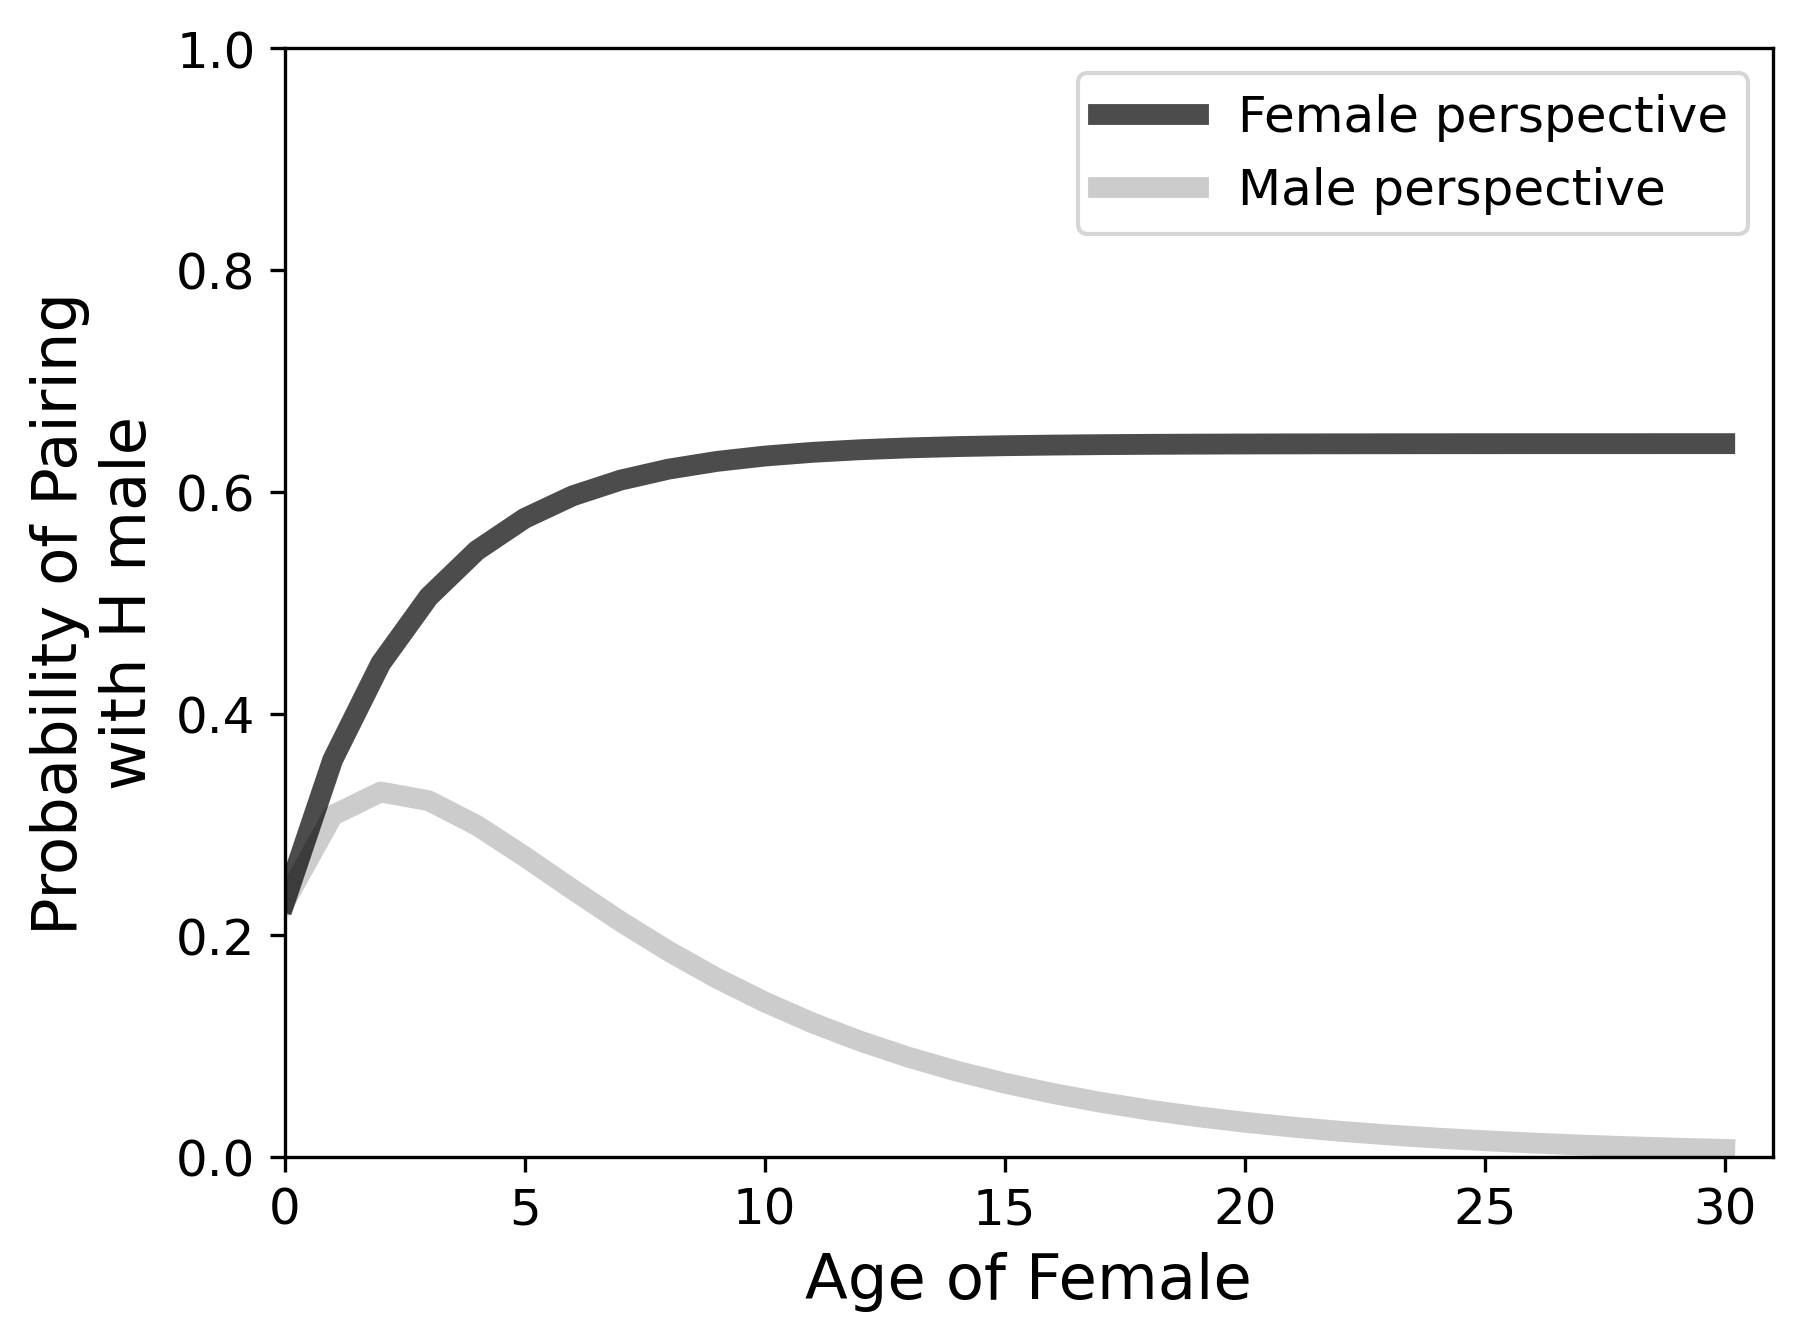 Probability of Pairing
with H male
1.0
0.8
0.6
0.4
0.2
0.0
Female perspective
Male perspective
0 5 10 15 20 25 30
Age of Female